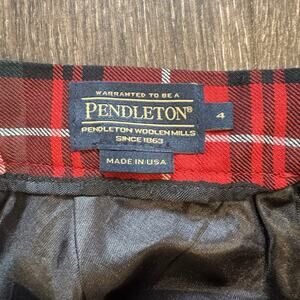 WARRANTED TO BE A
PENDLETON®
PENDLETON WOOLEN MILLS
SINCE 1863
4
MADE IN USA